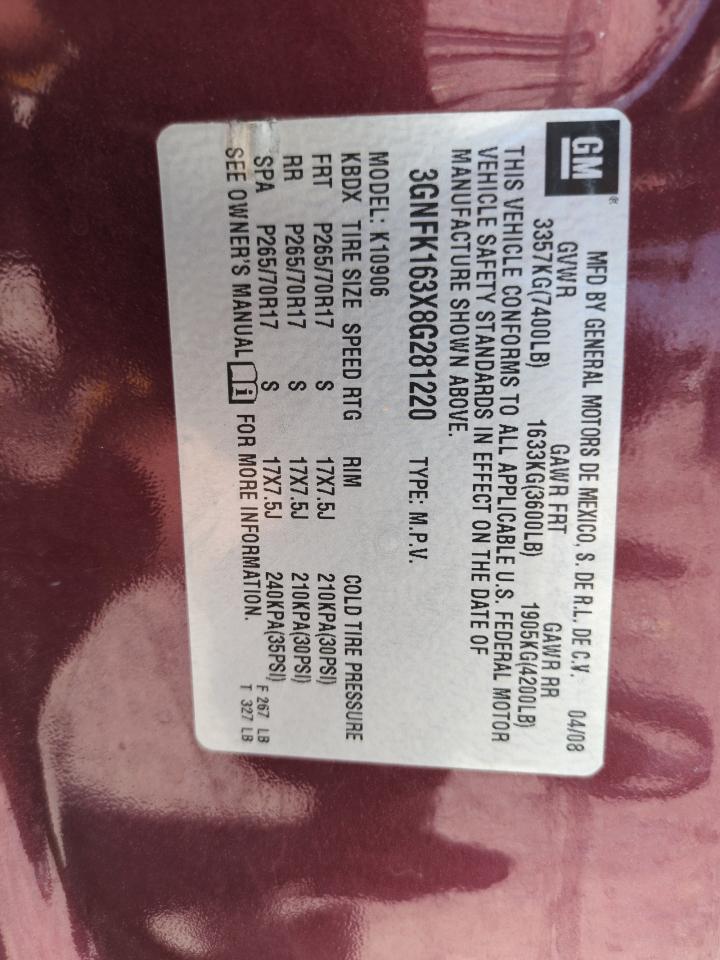 GM®
MFD BY GENERAL MOTORS DE MEXICO, S. DE R.L. DE C.V. 04/08
GVWR GAWR FRT GAWR RR
3357KG(7400LB) 1633KG(3600LB) 1905KG(4200LB)
THIS VEHICLE CONFORMS TO ALL APPLICABLE U.S. FEDERAL MOTOR
VEHICLE SAFETY STANDARDS IN EFFECT ON THE DATE OF
MANUFACTURE SHOWN ABOVE.
3GNFK163X8G281220 TYPE: M.P.V.
MODEL: K10906
KBDX TIRE SIZE SPEED RTG RIM COLD TIRE PRESSURE
FRT P265/70R17 S 17X7.5J 210KPA(30PSI)
RR P265/70R17 S 17X7.5J 210KPA(30PSI)
SPA P265/70R17 S 17X7.5J 240KPA(35PSI) F 267 LB
SEE OWNER'S MANUAL i FOR MORE INFORMATION. T 327 LB